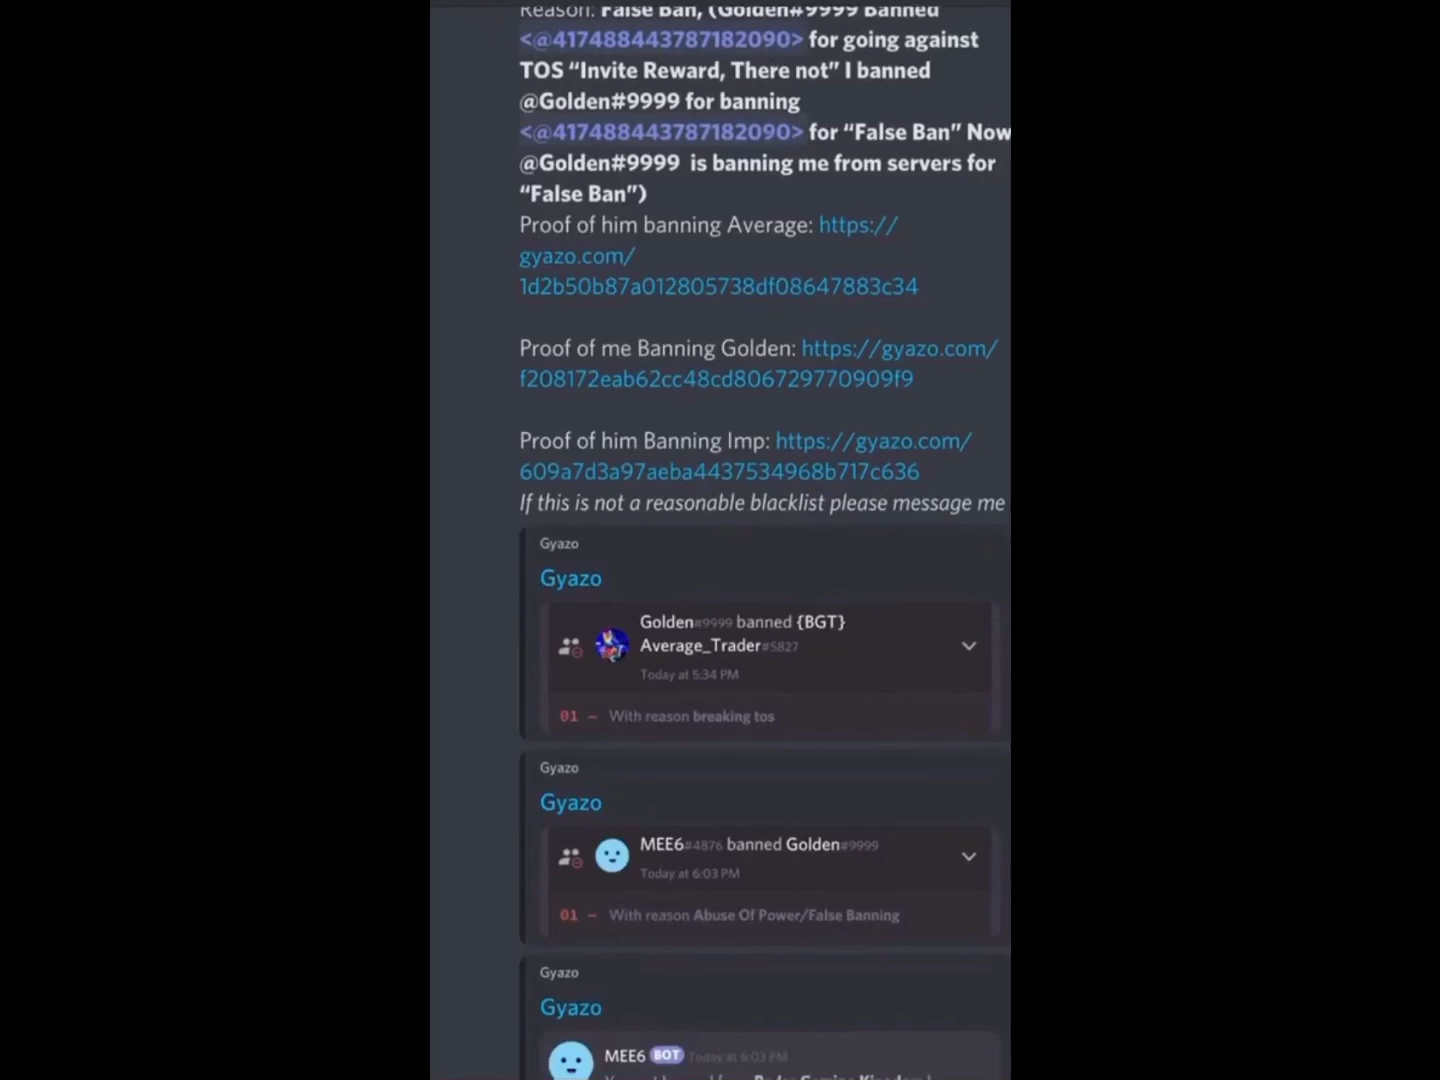 Reason: False Ban, (Golden#9999 Banned
<@417488443787182090> for going against
TOS “Invite Reward, There not” I banned
@Golden#9999 for banning
<@417488443787182090> for “False Ban” Now
@Golden#9999 is banning me from servers for
“False Ban”)
Proof of him banning Average: https://
gyazo.com/
1d2b50b87a012805738df08647883c34
Proof of me Banning Golden: https://gyazo.com/
f208172eab62cc48cd806729770909f9
Proof of him Banning Imp: https://gyazo.com/
609a7d3a97aeba4437534968b717c636
If this is not a reasonable blacklist please message me
Gyazo
Gyazo
Golden#9999 banned {BGT}
Average_Trader#5827
Today at 5:34 PM
01 – With reason breaking tos
Gyazo
Gyazo
MEE6#4876 banned Golden#9999
Today at 6:03 PM
01 – With reason Abuse Of Power/False Banning
Gyazo
Gyazo
MEE6 BOT Today at 6:03 PM